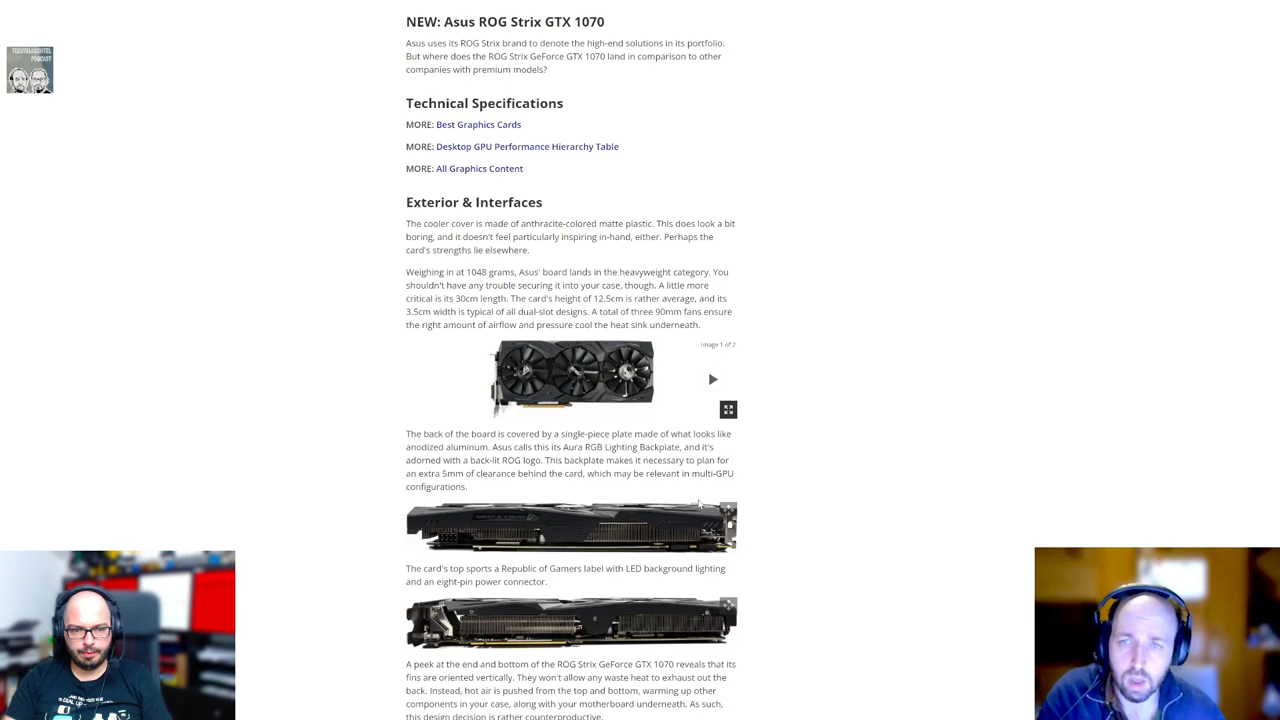 TECHMUSEINTEL
PODCAST
NEW: Asus ROG Strix GTX 1070
Asus uses its ROG Strix brand to denote the high-end solutions in its portfolio.
But where does the ROG Strix GeForce GTX 1070 land in comparison to other
companies with premium models?
Technical Specifications
MORE: Best Graphics Cards
MORE: Desktop GPU Performance Hierarchy Table
MORE: All Graphics Content
Exterior & Interfaces
The cooler cover is made of anthracite-colored matte plastic. This does look a bit
boring, and it doesn't feel particularly inspiring in-hand, either. Perhaps the
card's strengths lie elsewhere.
Weighing in at 1048 grams, Asus' board lands in the heavyweight category. You
shouldn't have any trouble securing it into your case, though. A little more
critical is its 30cm length. The card's height of 12.5cm is rather average, and its
3.5cm width is typical of all dual-slot designs. A total of three 90mm fans ensure
the right amount of airflow and pressure cool the heat sink underneath.
Image 1 of 2
The back of the board is covered by a single-piece plate made of what looks like
anodized aluminum. Asus calls this its Aura RGB Lighting Backplate, and it's
adorned with a back-lit ROG logo. This backplate makes it necessary to plan for
an extra 5mm of clearance behind the card, which may be relevant in multi-GPU
configurations.
The card's top sports a Republic of Gamers label with LED background lighting
and an eight-pin power connector.
A peek at the end and bottom of the ROG Strix GeForce GTX 1070 reveals that its
fins are oriented vertically. They won't allow any waste heat to exhaust out the
back. Instead, hot air is pushed from the top and bottom, warming up other
components in your case, along with your motherboard underneath. As such,
this design decision is rather counterproductive.